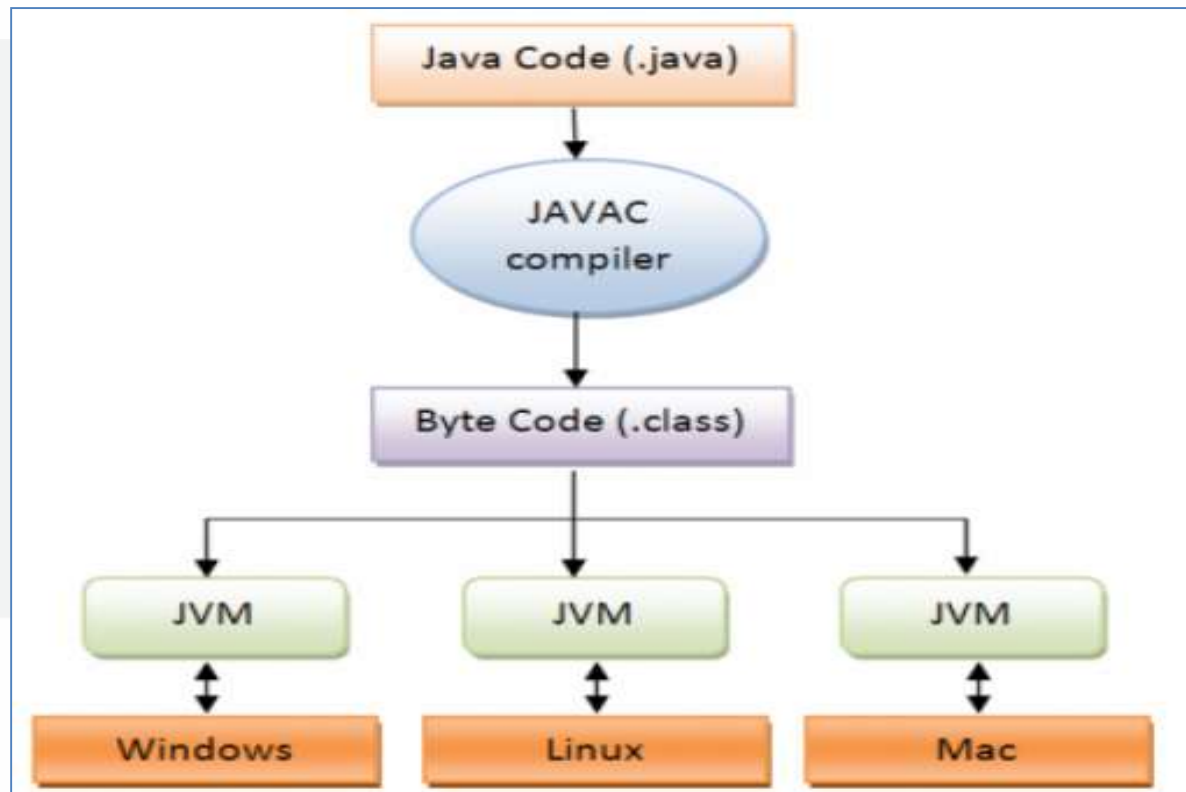 Java Code (.java)
JAVAC
compiler
Byte Code (.class)
JVM
JVM
JVM
Windows
Linux
Mac